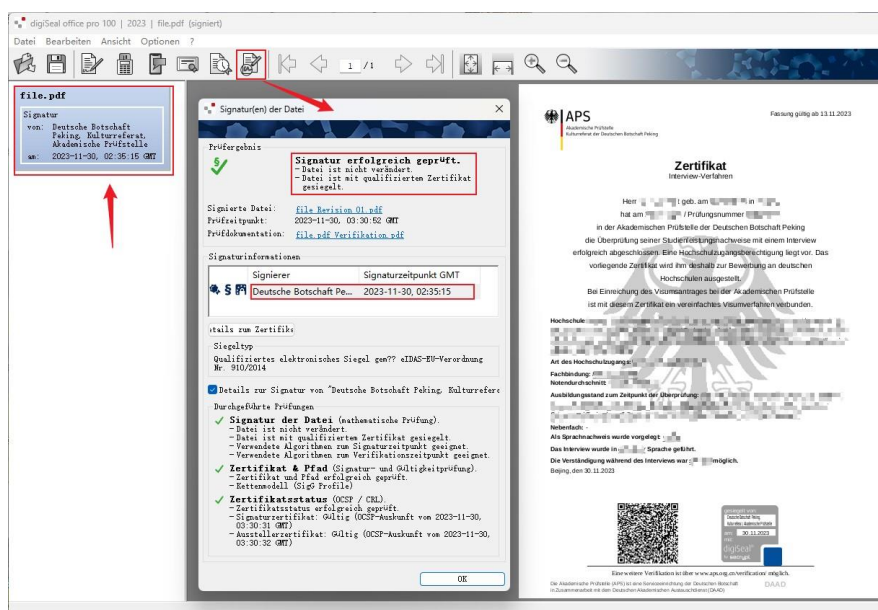 digiSeal office pro 100 | 2023 | file.pdf (signiert)
Datei Bearbeiten Ansicht Optionen ?
1 /1
file.pdf
Signatur
von: Deutsche Botschaft
Peking, Kulturreferat,
Akademische Prüfstelle
am: 2023-11-30, 02:35:15 GMT
Signatur(en) der Datei
Prüfergebnis
Signatur erfolgreich geprüft.
- Datei ist nicht verändert.
- Datei ist mit qualifiziertem Zertifikat
gesiegelt.
Signierte Datei: file Revision 01.pdf
Prüfzeitpunkt: 2023-11-30, 03:30:52 GMT
Prüfdokumentation: file.pdf Verifikation.pdf
Signaturinformationen
Signierer Signaturzeitpunkt GMT
Deutsche Botschaft Pe... 2023-11-30, 02:35:15
tails zum Zertifik
Siegeltyp
Qualifiziertes elektronisches Siegel gem?? eIDAS-EU-Verordnung
Nr. 910/2014
Details zur Signatur von "Deutsche Botschaft Peking, Kulturrefere
Durchgeführte Prüfungen
Signatur der Datei (mathematische Prüfung).
- Datei ist nicht verändert.
- Datei ist mit qualifiziertem Zertifikat gesiegelt.
- Verwendete Algorithmen zum Signaturzeitpunkt geeignet.
- Verwendete Algorithmen zum Verifikationszeitpunkt geeignet.
Zertifikat & Pfad (Signatur- und Gültigkeitprüfung).
- Zertifikat und Pfad erfolgreich geprüft.
- Kettenmodell (SigG Profile)
Zertifikatsstatus (OCSP / CRL).
- Zertifikatsstatus erfolgreich geprüft.
- Signaturzertifikat: Gültig (OCSP-Auskunft vom 2023-11-30,
03:30:31 GMT)
- Ausstellerzertifikat: Gültig (OCSP-Auskunft vom 2023-11-30,
03:30:32 GMT)
OK
APS
Akademische Prüfstelle
Kulturreferat der Deutschen Botschaft Peking
Fassung gültig ab 13.11.2023
Zertifikat
Interview-Verfahren
Herr geb. am in
hat am / Prüfungsnummer
in der Akademischen Prüfstelle der Deutschen Botschaft Peking
die Überprüfung seiner Studienleistungsnachweise mit einem Interview
erfolgreich abgeschlossen. Eine Hochschulzugangsberechtigung liegt vor. Das
vorliegende Zertifikat wird ihm deshalb zur Bewerbung an deutschen
Hochschulen ausgestellt.
Bei Einreichung des Visumsantrages bei der Akademischen Prüfstelle
ist mit diesem Zertifikat ein vereinfachtes Visumverfahren verbunden.
Hochschule:
Art des Hochschulzugangs:
Fachbindung:
Notendurchschnitt:
Ausbildungsstand zum Zeitpunkt der Überprüfung:
Nebenfach: -
Als Sprachnachweis wurde vorgelegt:
Das Interview wurde in Sprache geführt.
Die Verständigung während des Interviews war möglich.
Beijing, den 30.11.2023
gesiegelt von:
Deutsche Botschaft Peking,
Kulturreferat, Akademische Prüfstelle
am: 30.11.2023
mit
digiSeal®
by secrypt
Eine weitere Verifikation ist über www.aps.org.cn/verification/ möglich.
Die Akademische Prüfstelle (APS) ist eine Serviceeinrichtung der Deutschen Botschaft
in Zusammenarbeit mit dem Deutschen Akademischen Austauschdienst (DAAD)
DAAD